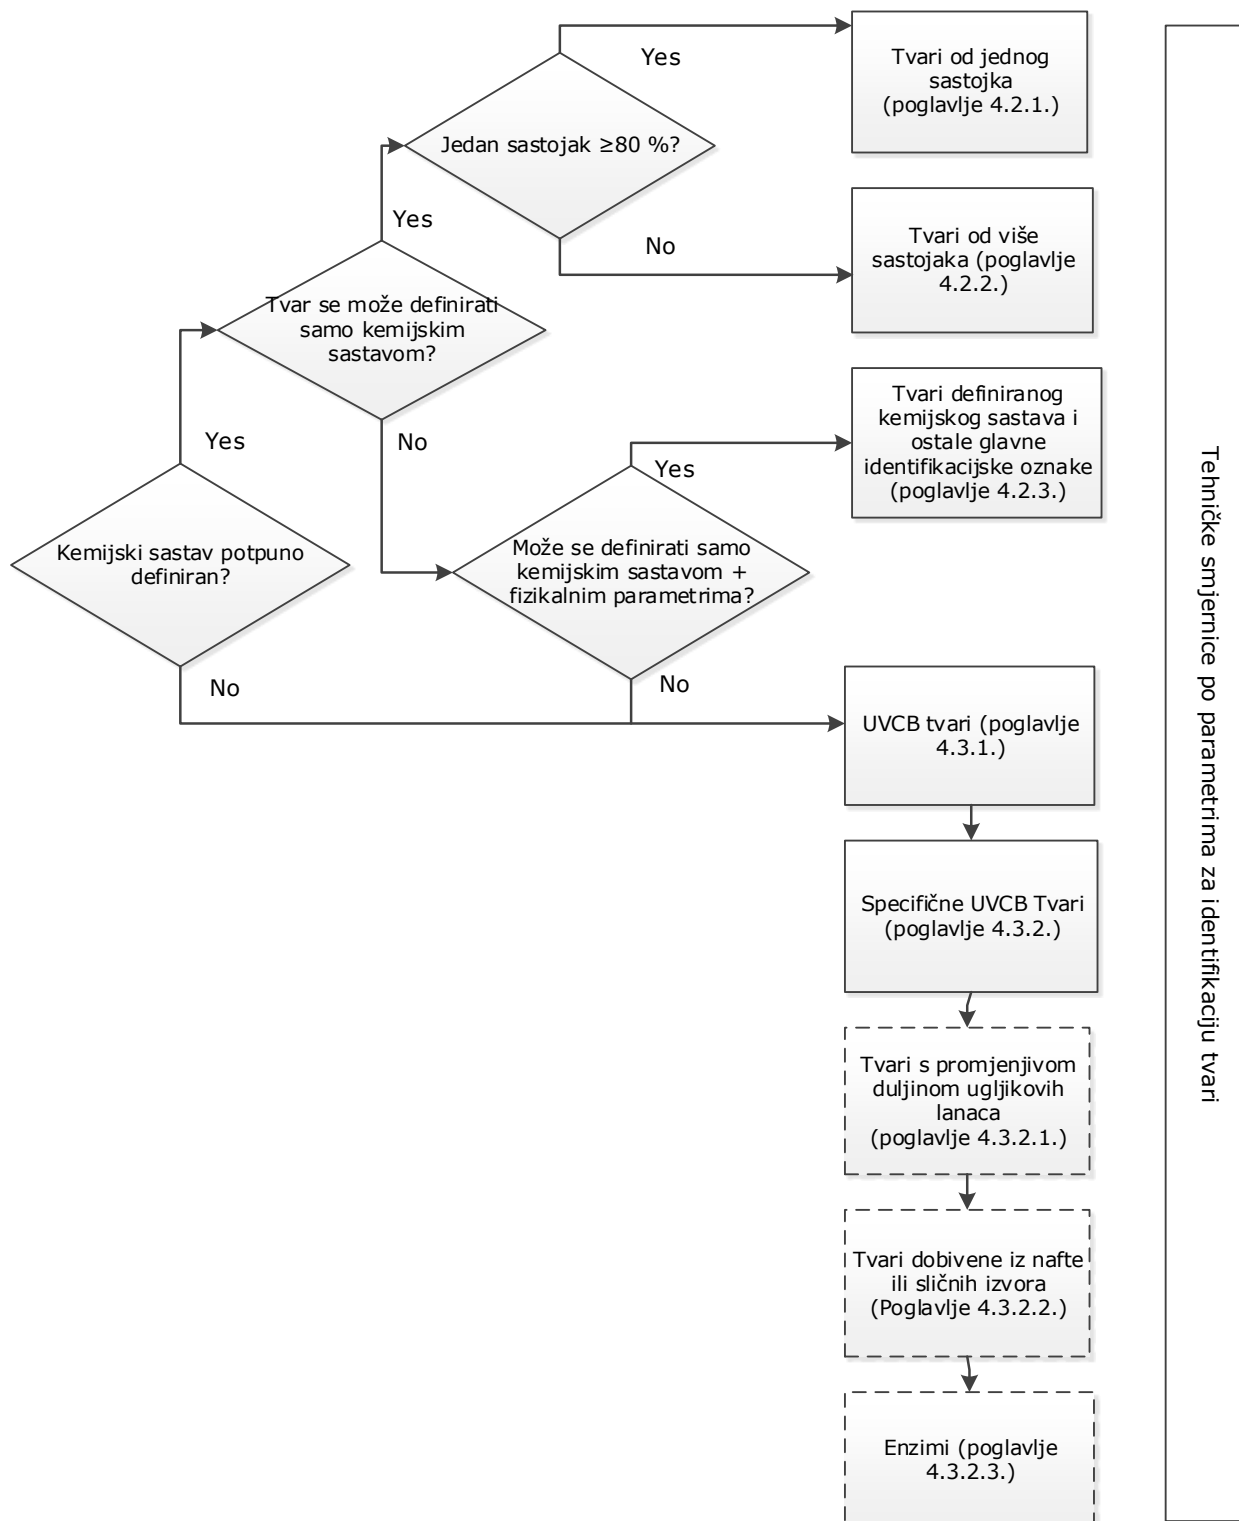 Yes
Tvari od jednog
sastojka
(poglavlje 4.2.1.)
Jedan sastojak ≥80 %?
Yes
No
Tvari od više
sastojaka (poglavlje
4.2.2.)
Tvar se može definirati
samo kemijskim
sastavom?
Yes
No
Tvari definiranog
kemijskog sastava i
ostale glavne
identifikacijske oznake
(poglavlje 4.2.3.)
Yes
Kemijski sastav potpuno
definiran?
Može se definirati samo
kemijskim sastavom +
fizikalnim parametrima?
No
No
UVCB tvari (poglavlje
4.3.1.)
Specifične UVCB Tvari
(poglavlje 4.3.2.)
Tvari s promjenjivom
duljinom ugljikovih
lanaca
(poglavlje 4.3.2.1.)
Tvari dobivene iz nafte
ili sličnih izvora
(Poglavlje 4.3.2.2.)
Enzimi (poglavlje
4.3.2.3.)
Tehničke smjernice po parametrima za identifikaciju tvari